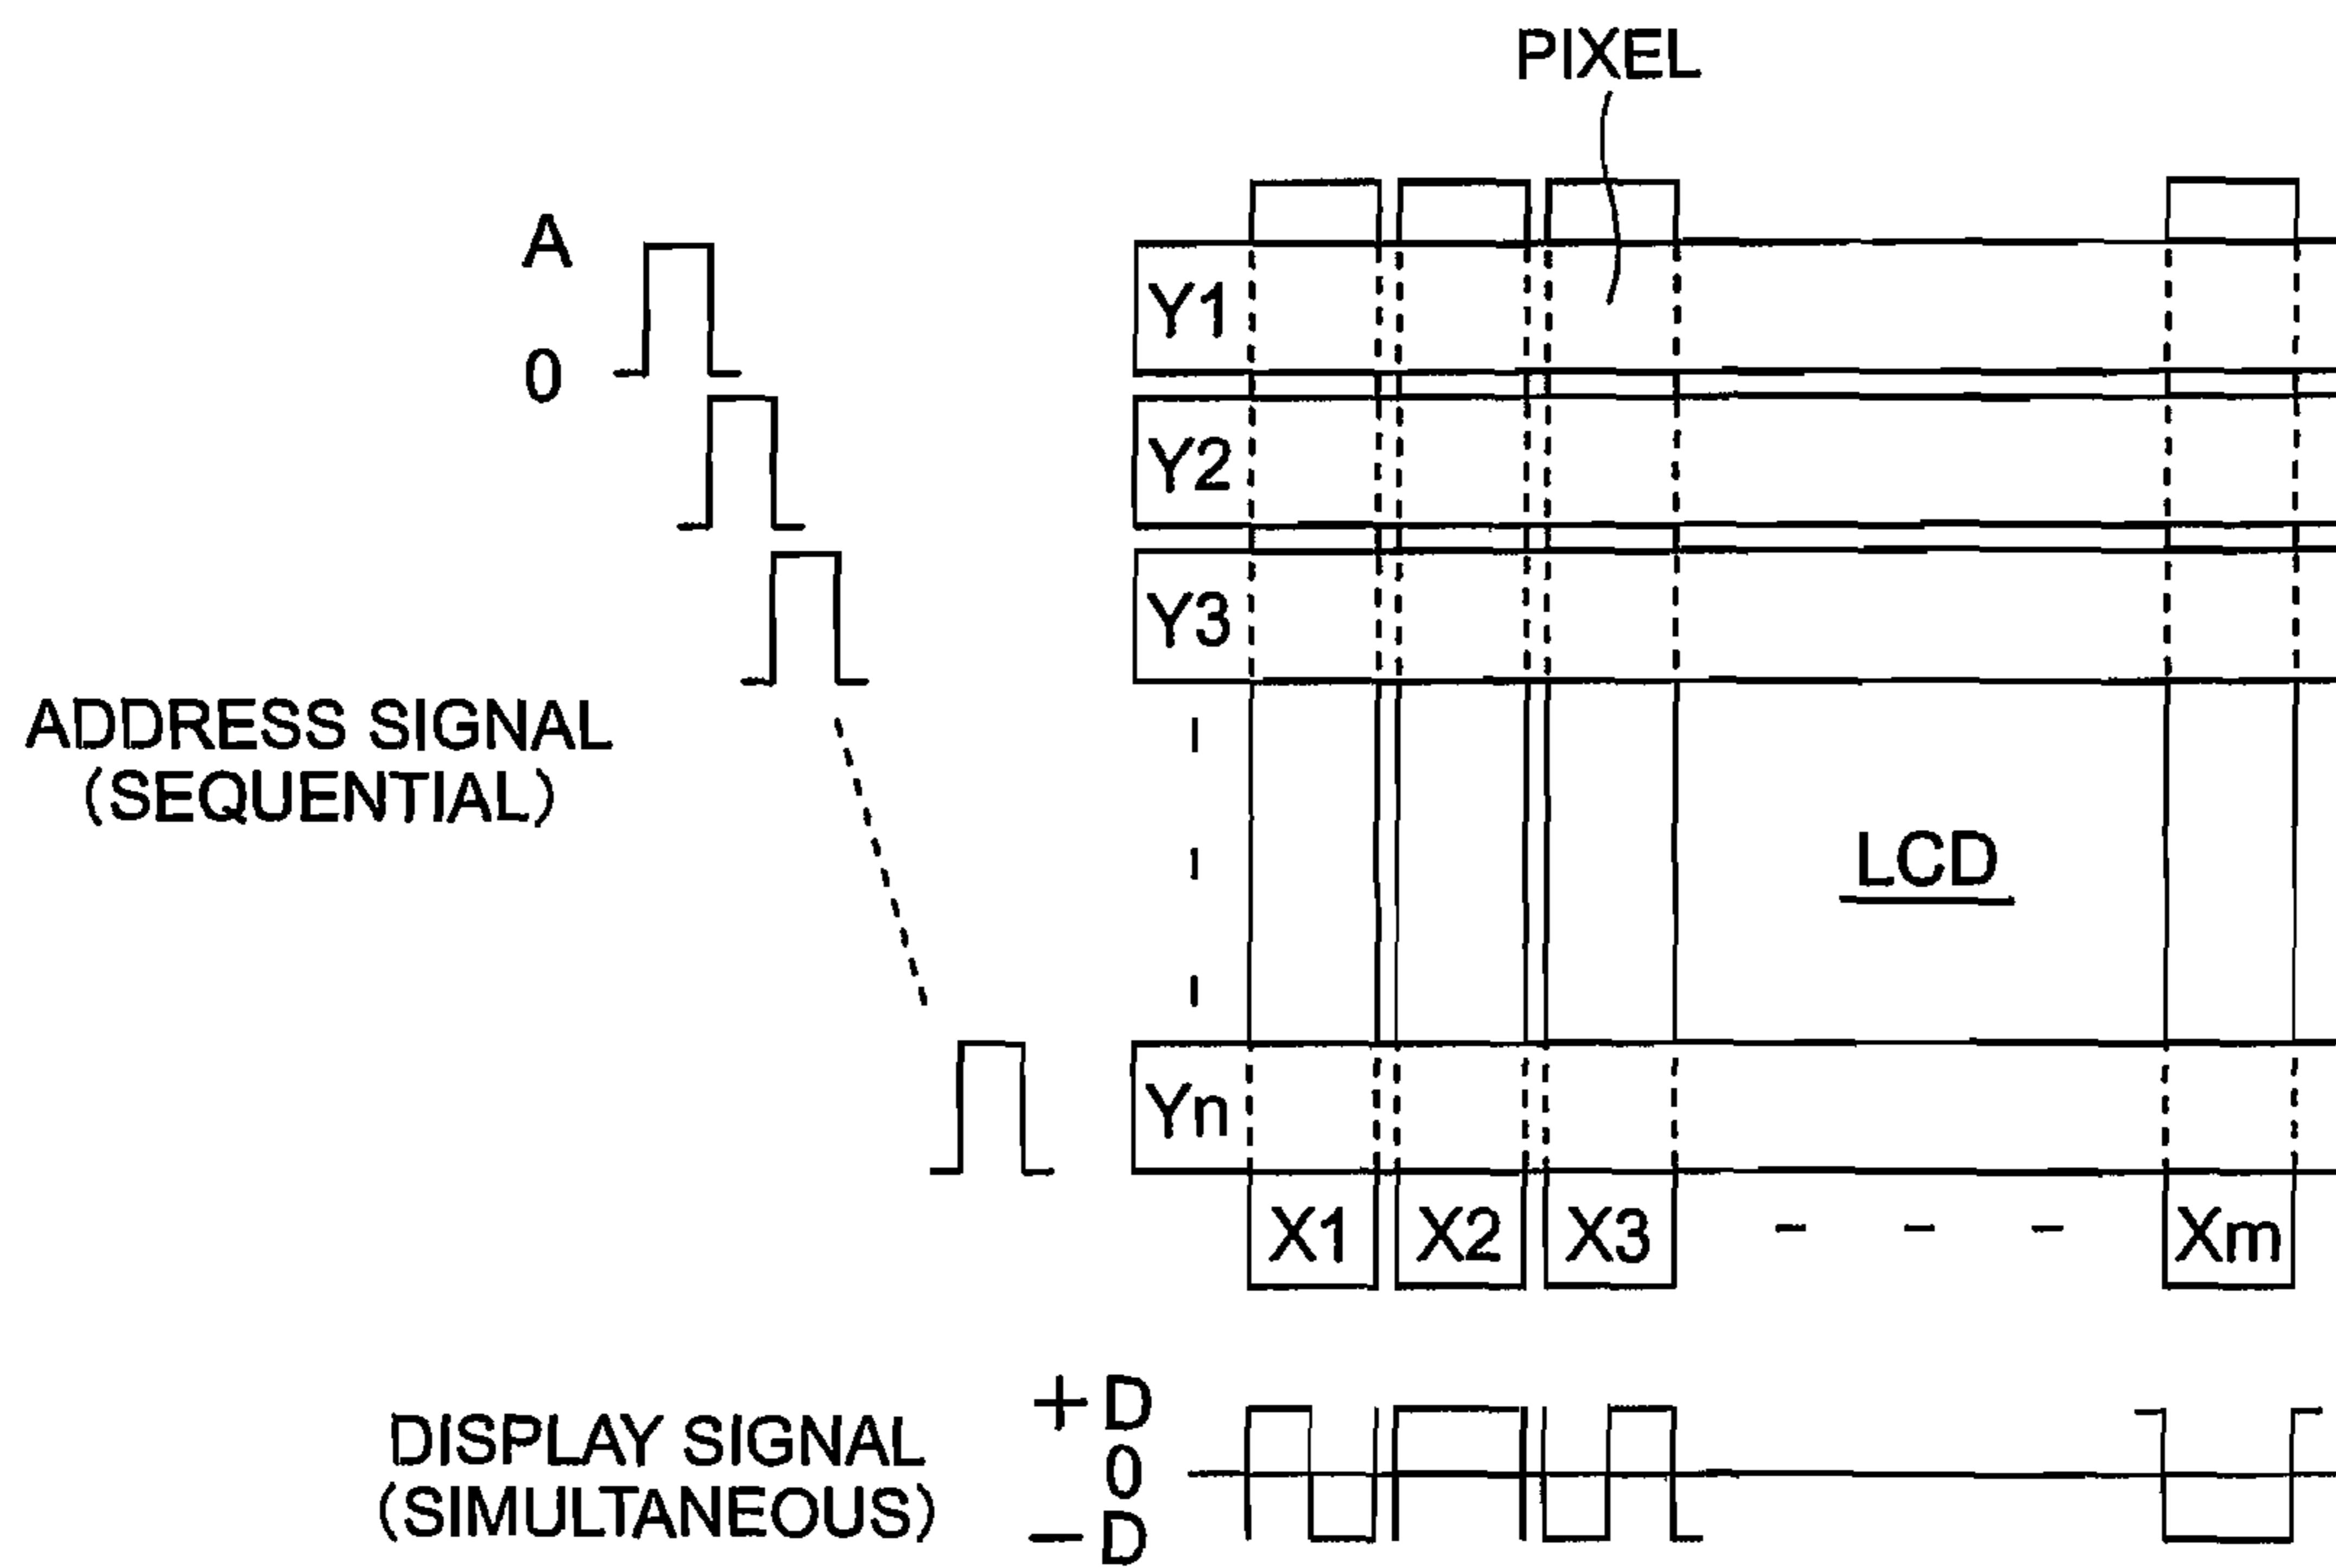 PIXEL
A
0
Y1
Y2
Y3
ADDRESS SIGNAL
(SEQUENTIAL)
LCD
Yn
X1 X2 X3 - - - Xm
+D
0
−D
DISPLAY SIGNAL
(SIMULTANEOUS)